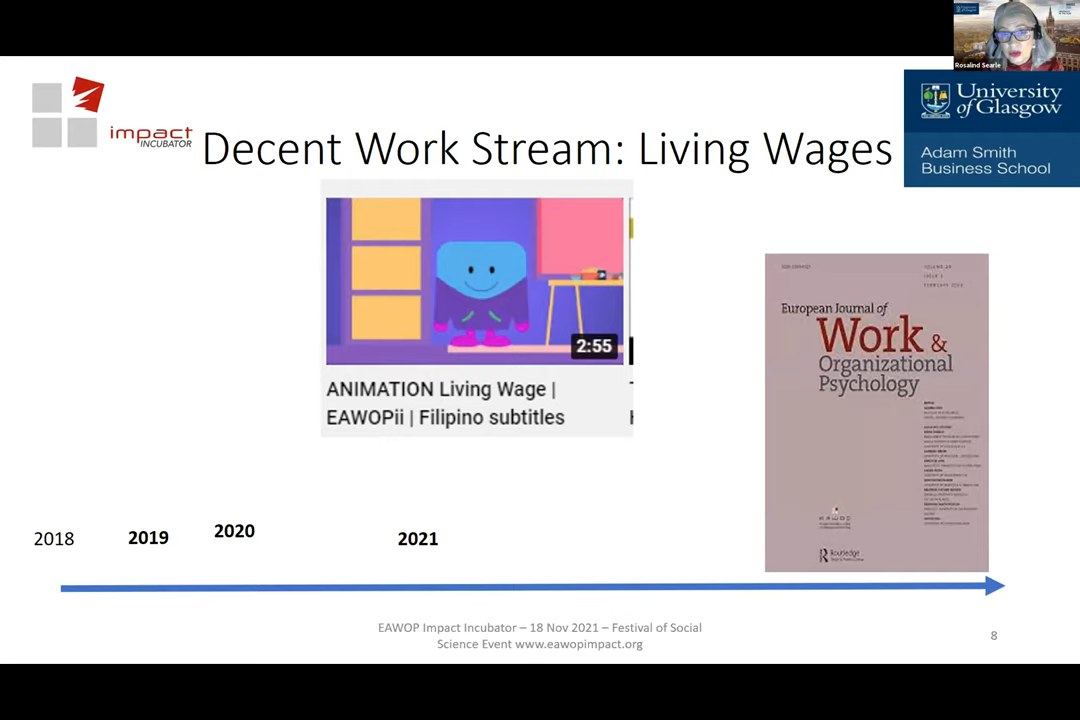 Rosalind Searle
University
of Glasgow
Adam Smith
Business School
impact
INCUBATOR
Decent Work Stream: Living Wages
2:55
ANIMATION Living Wage |
EAWOPii | Filipino subtitles
European Journal of
Work &
Organizational
Psychology
Routledge
2018
2019
2020
2021
EAWOP Impact Incubator – 18 Nov 2021 – Festival of Social
Science Event www.eawopimpact.org
8